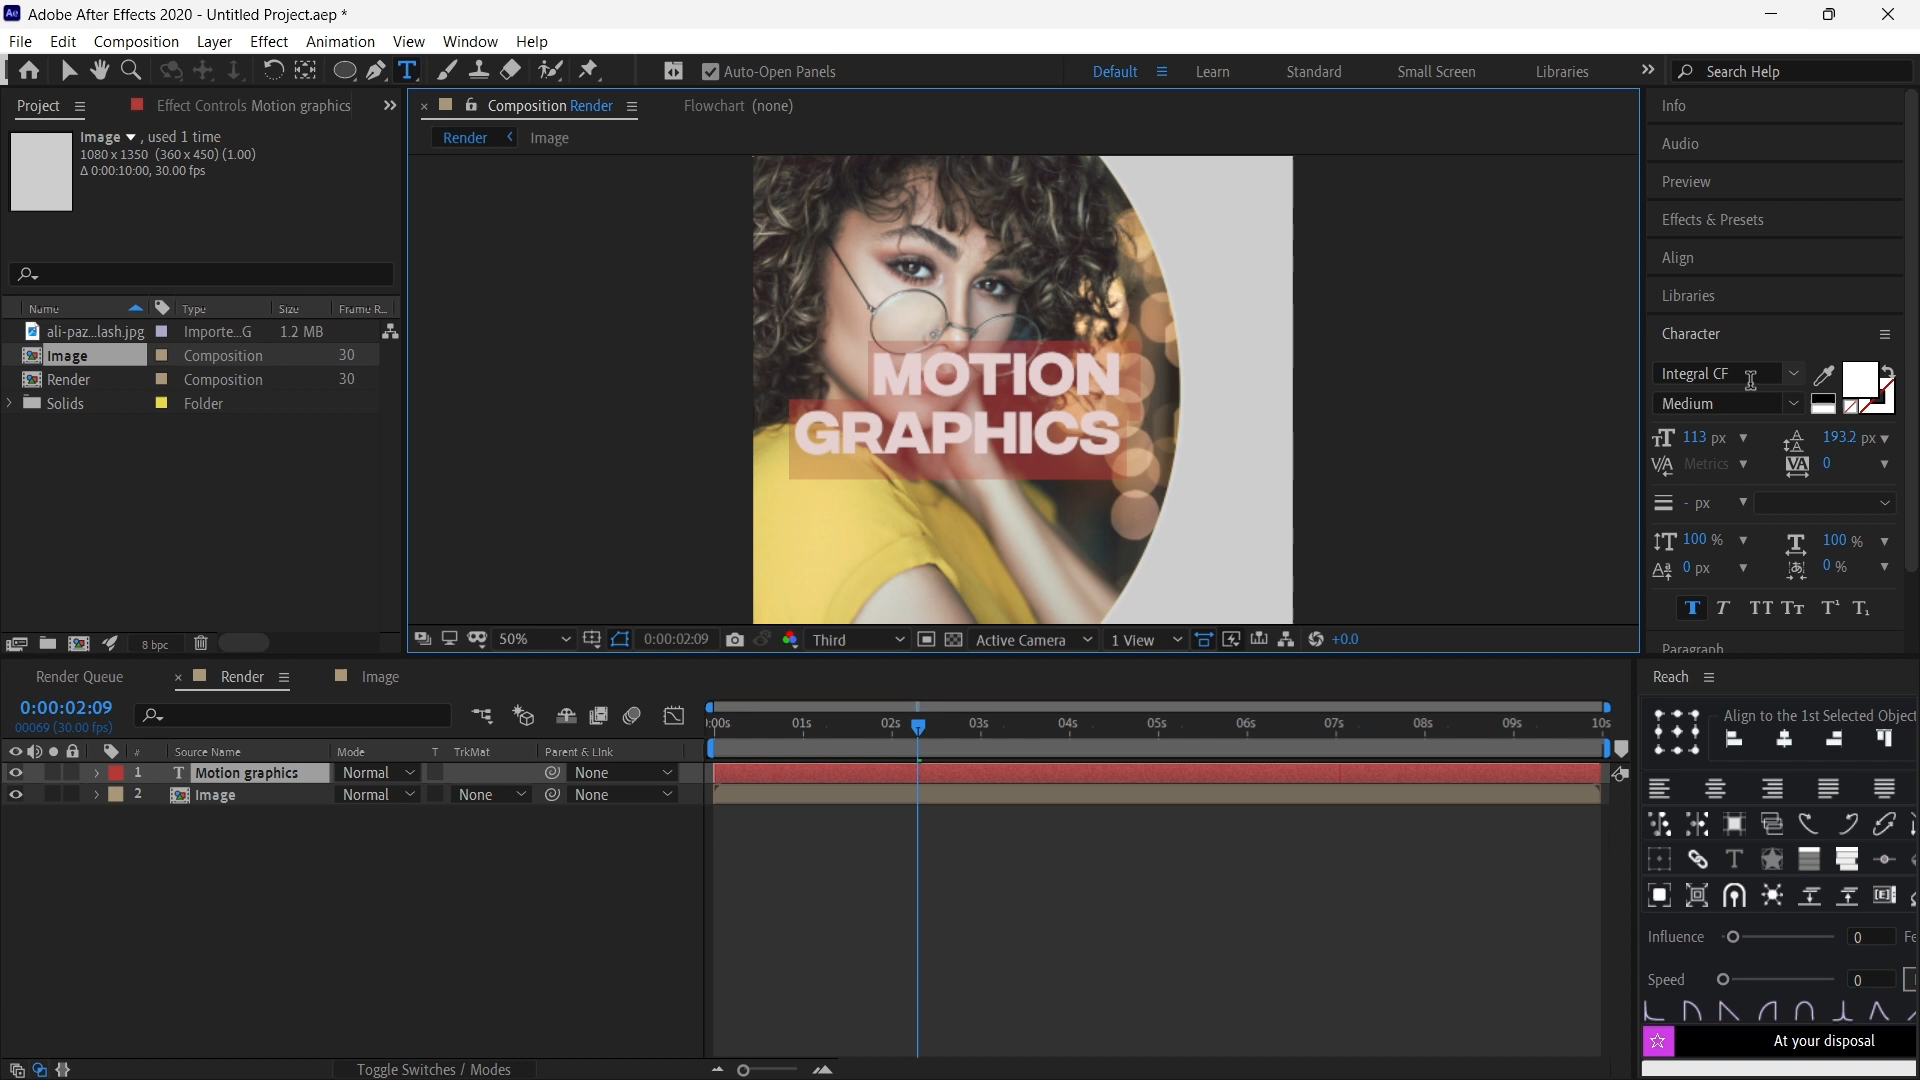 Adobe After Effects 2020 - Untitled Project.aep *
File Edit Composition Layer Effect Animation View Window Help
Auto-Open Panels
Default Learn Standard Small Screen Libraries
Search Help
Project Effect Controls Motion graphics
Image, used 1 time
1080 x 1350 (360 x 450) (1.00)
Δ 0:00:10:00, 30.00 fps
Name Type Size Frame R...
ali-paz...lash.jpg Importe...G 1.2 MB
Image Composition 30
Render Composition 30
Solids Folder
8 bpc
Composition Render Flowchart (none)
Render Image
MOTION
GRAPHICS
50% 0:00:02:09 Third Active Camera 1 View +0.0
Info
Audio
Preview
Effects & Presets
Align
Libraries
Character
Integral CF
Medium
113 px 193.2 px
Metrics 0
- px
100 % 100 %
0 px 0 %
T T TT Tt T¹ T₁
Paragraph
Render Queue Render Image
0:00:02:09
00069 (30.00 fps)
# Source Name Mode T TrkMat Parent & Link
1 T Motion graphics Normal None
2 Image Normal None None
):00s 01s 02s 03s 04s 05s 06s 07s 08s 09s 10s
Toggle Switches / Modes
Reach
Align to the 1st Selected Object
Influence 0 Fe
Speed 0
At your disposal